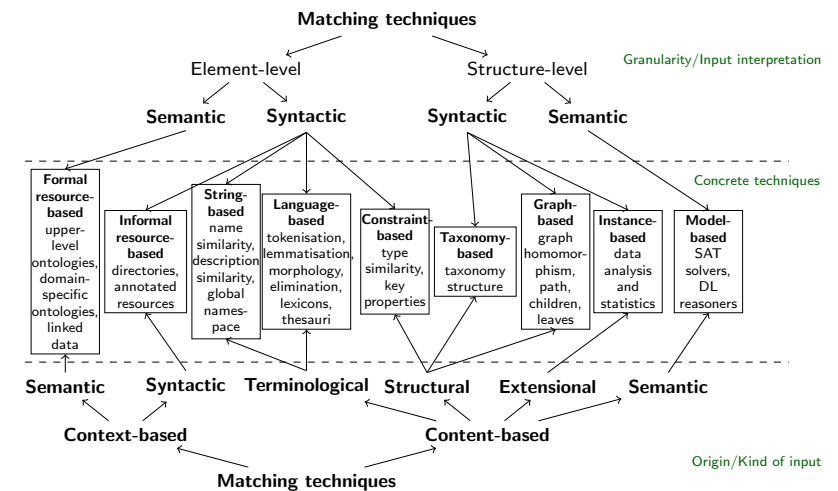 Matching techniques
Element-level
Structure-level
Granularity/Input interpretation
Semantic
Syntactic
Syntactic
Semantic
Concrete techniques
Formal
resource-
based
upper-
level
ontologies,
domain-
specific
ontologies,
linked
data
Informal
resource-
based
directories,
annotated
resources
String-
based
name
similarity,
description
similarity,
global
names-
pace
Language-
based
tokenisation,
lemmatisation,
morphology,
elimination,
lexicons,
thesauri
Constraint-
based
type
similarity,
key
properties
Taxonomy-
based
taxonomy
structure
Graph-
based
graph
homomor-
phism,
path,
children,
leaves
Instance-
based
data
analysis
and
statistics
Model-
based
SAT
solvers,
DL
reasoners
Semantic
Syntactic
Terminological
Structural
Extensional
Semantic
Context-based
Content-based
Origin/Kind of input
Matching techniques